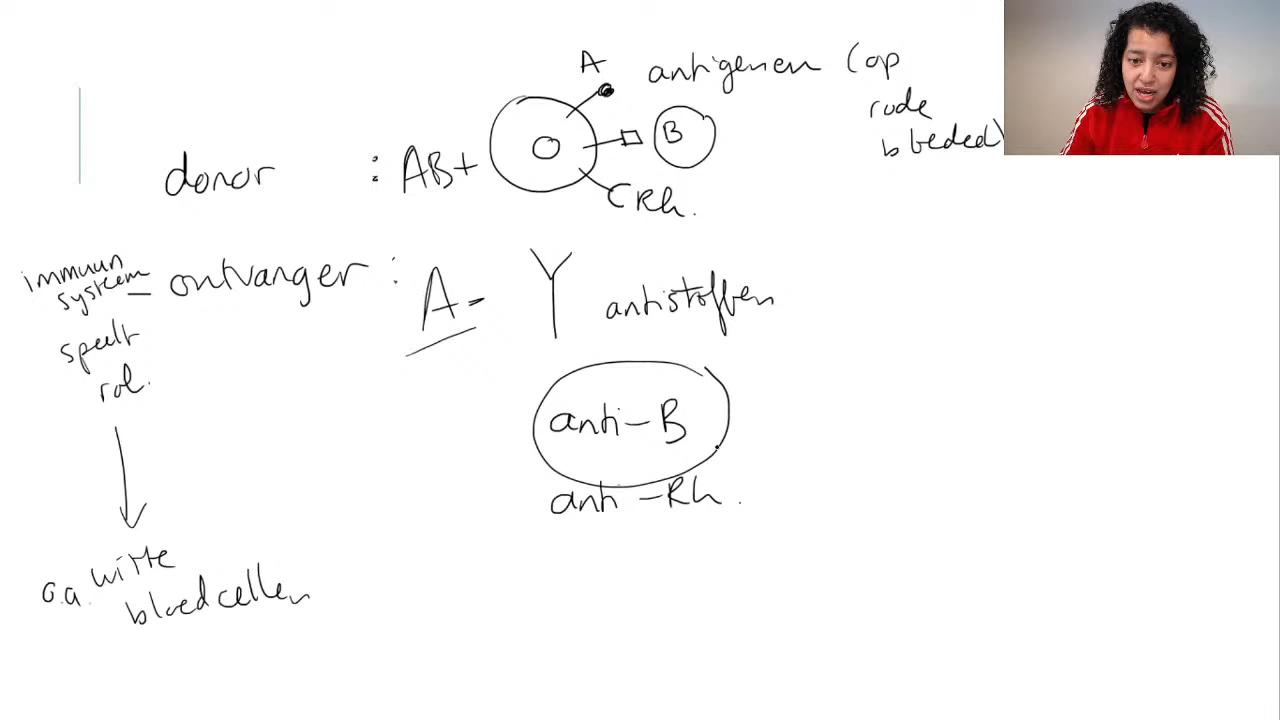 A antigenen (op
rode
bloedcel)
B
donor : AB+
Rh.
immuun
systeem
– ontvanger : A-
antistoffen
speelt
rol.
anti-B
anti-Rh.
o.a. witte
bloedcellen